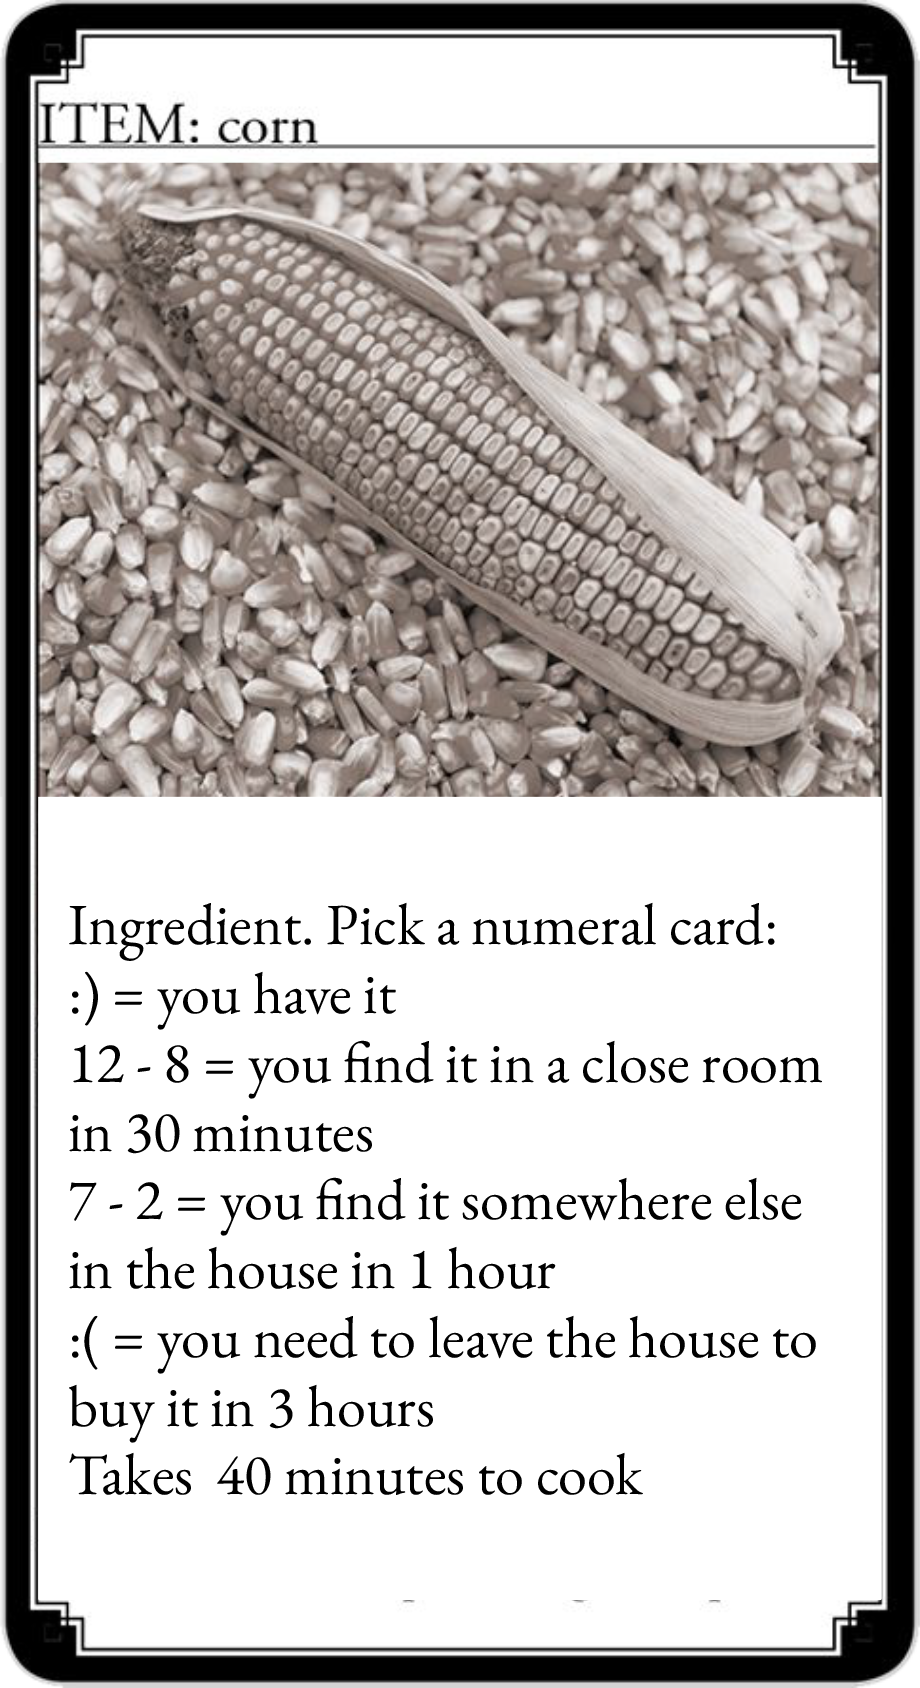 ITEM: corn
Ingredient. Pick a numeral card:
:) = you have it
12 - 8 = you find it in a close room
in 30 minutes
7 - 2 = you find it somewhere else
in the house in 1 hour
:( = you need to leave the house to
buy it in 3 hours
Takes  40 minutes to cook